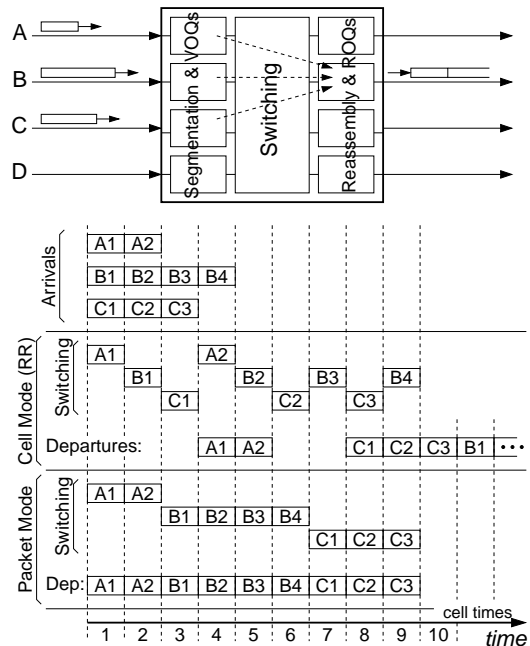 A
B
C
D
Segmentation & VOQs
Switching
Reassembly & ROQs
Arrivals
A1 A2
B1 B2 B3 B4
C1 C2 C3
Cell Mode (RR)
Switching
A1 A2
B1 B2 B3 B4
C1 C2 C3
Departures: A1 A2 C1 C2 C3 B1 •••
Packet Mode
Switching
A1 A2
B1 B2 B3 B4
C1 C2 C3
Dep: A1 A2 B1 B2 B3 B4 C1 C2 C3
cell times
1 2 3 4 5 6 7 8 9 10 time